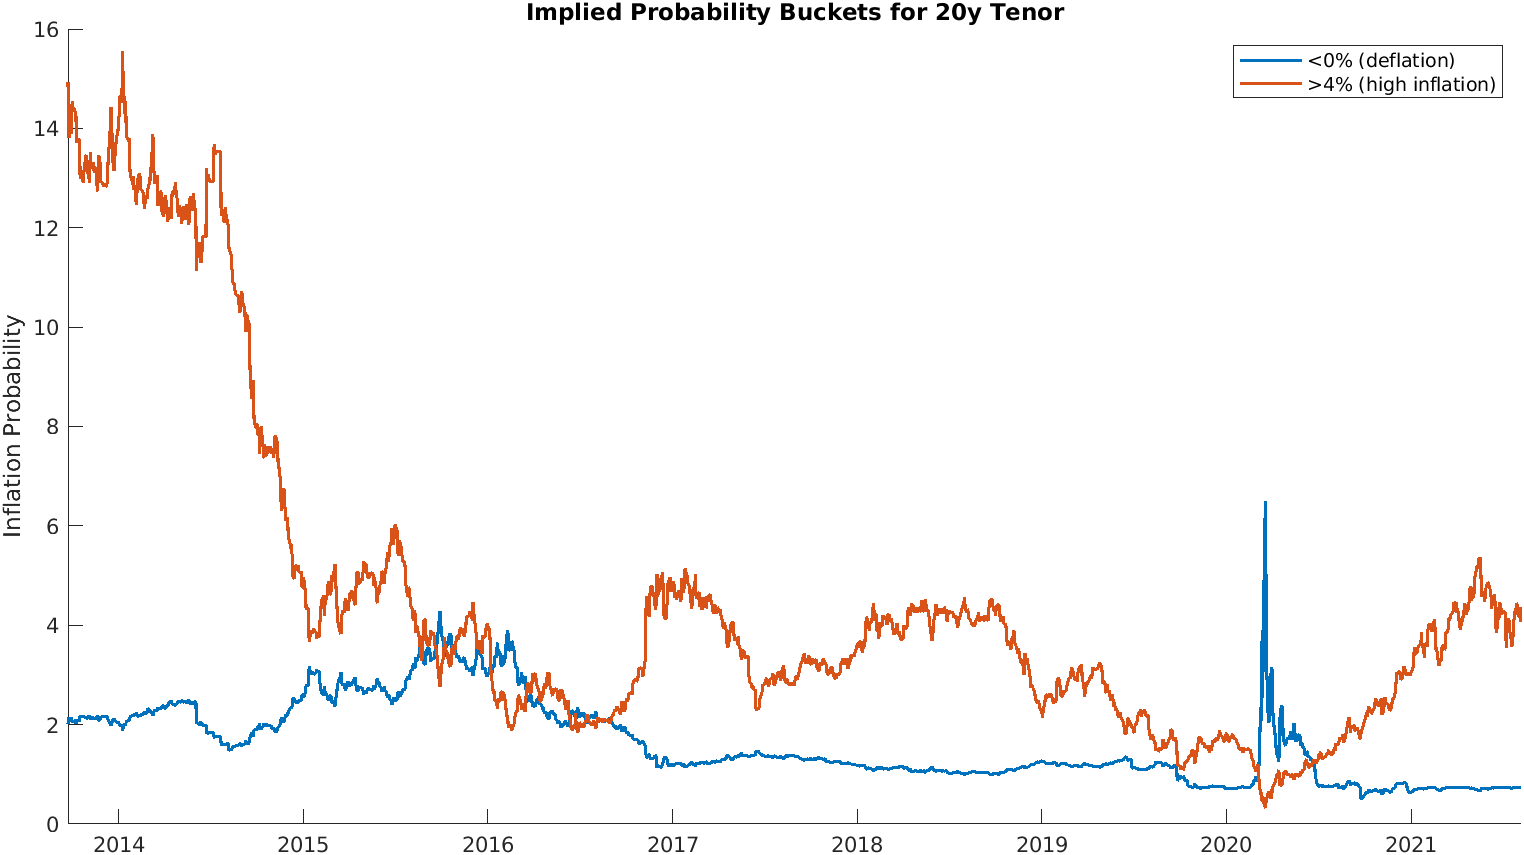 Implied Probability Buckets for 20y Tenor
<0% (deflation)
>4% (high inflation)
Inflation Probability
16
14
12
10
8
6
4
2
0
2014 2015 2016 2017 2018 2019 2020 2021